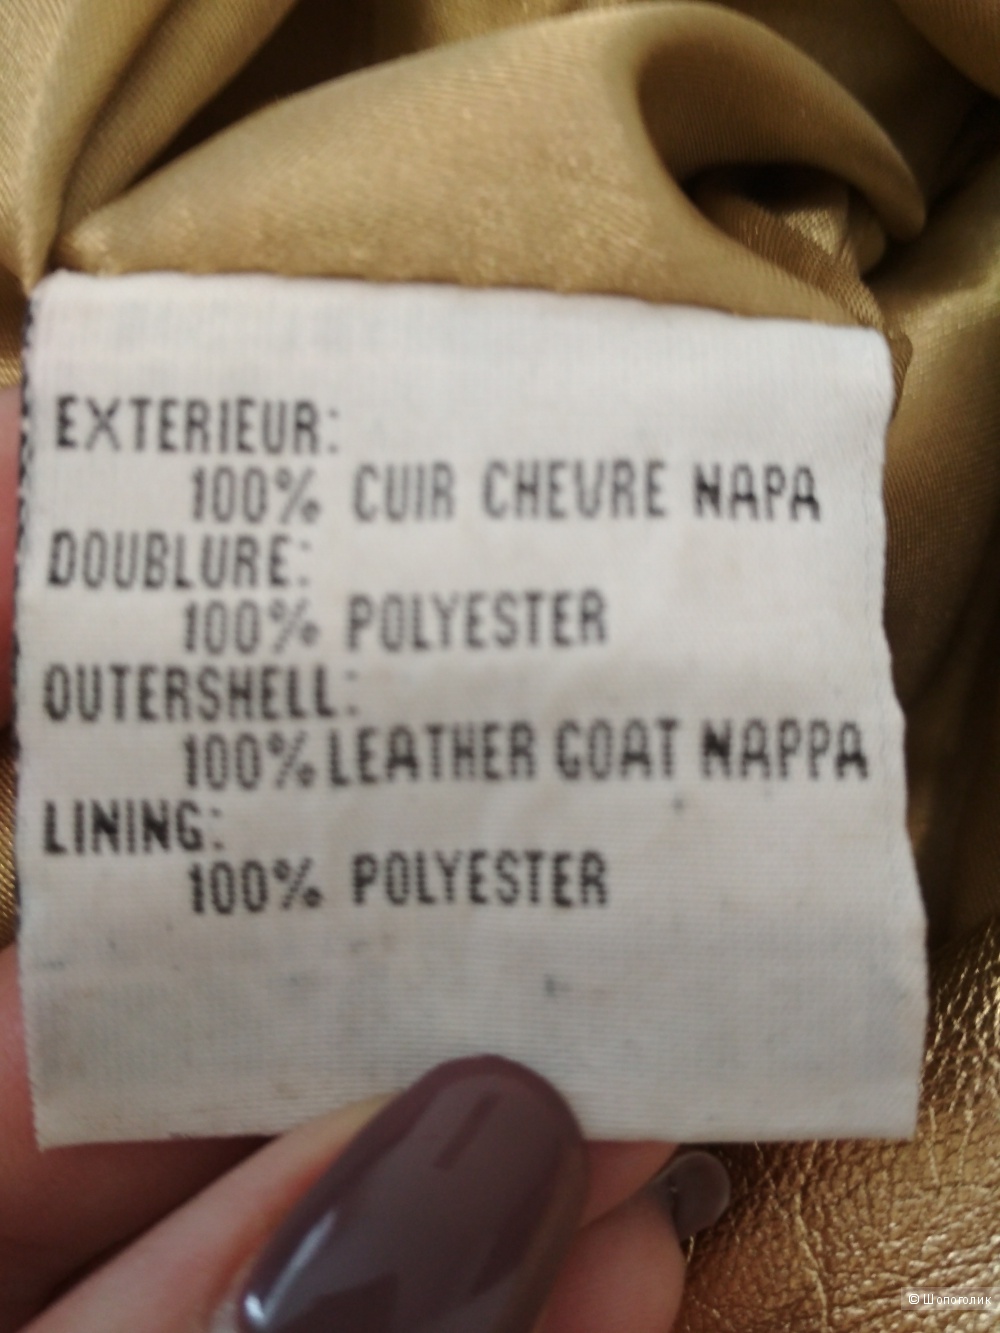 EXTERIEUR:
100% CUIR CHEVRE NAPA
DOUBLURE:
100% POLYESTER
OUTERSHELL:
100% LEATHER GOAT NAPPA
LINING:
100% POLYESTER
© Шопоголик